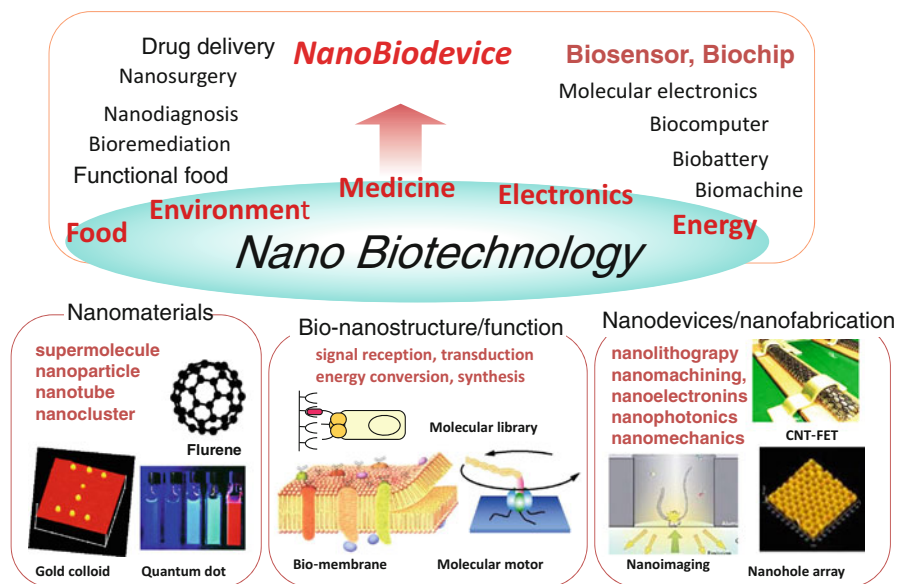 Drug delivery
NanoBiodevice
Biosensor, Biochip
Nanosurgery
Molecular electronics
Nanodiagnosis
Biocomputer
Bioremediation
Biobattery
Functional food
Biomachine
Medicine
Electronics
Environment
Energy
Food
Nano Biotechnology
Nanomaterials
supermolecule
nanoparticle
nanotube
nanocluster
Flurene
Gold colloid
Quantum dot
Bio-nanostructure/function
signal reception, transduction
energy conversion, synthesis
Molecular library
Bio-membrane
Molecular motor
Nanodevices/nanofabrication
nanolithograpy
nanomachining,
nanoelectronins
nanophotonics
nanomechanics
CNT-FET
Nanoimaging
Nanohole array